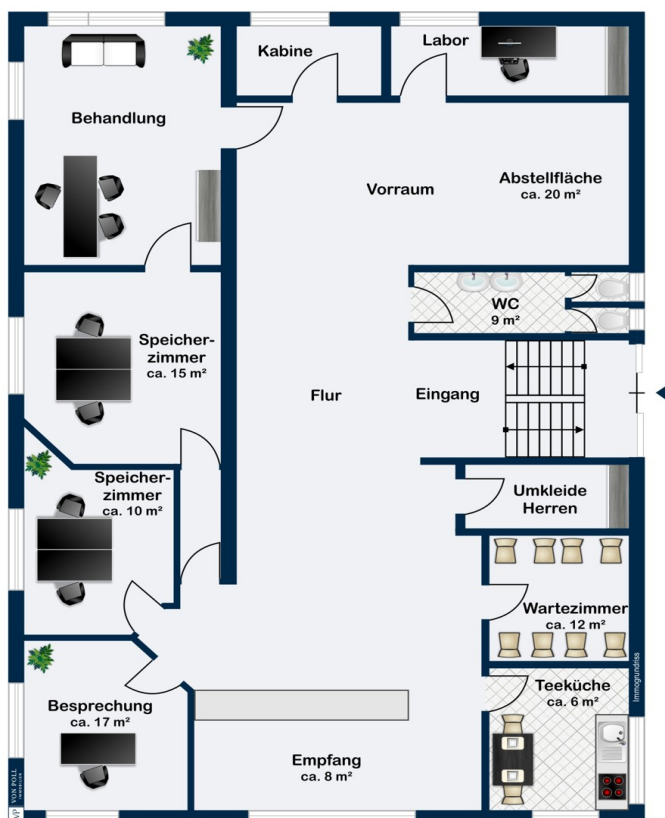 Kabine
Labor
Behandlung
Vorraum
Abstellfläche
ca. 20 m²
WC
9 m²
Speicher-
zimmer
ca. 15 m²
Flur
Eingang
Speicher-
zimmer
ca. 10 m²
Umkleide
Herren
Wartezimmer
ca. 12 m²
Immogrundriss
Teeküche
ca. 6 m²
Besprechung
ca. 17 m²
Empfang
ca. 8 m²
VON POLL
IMMOBILIEN
VP